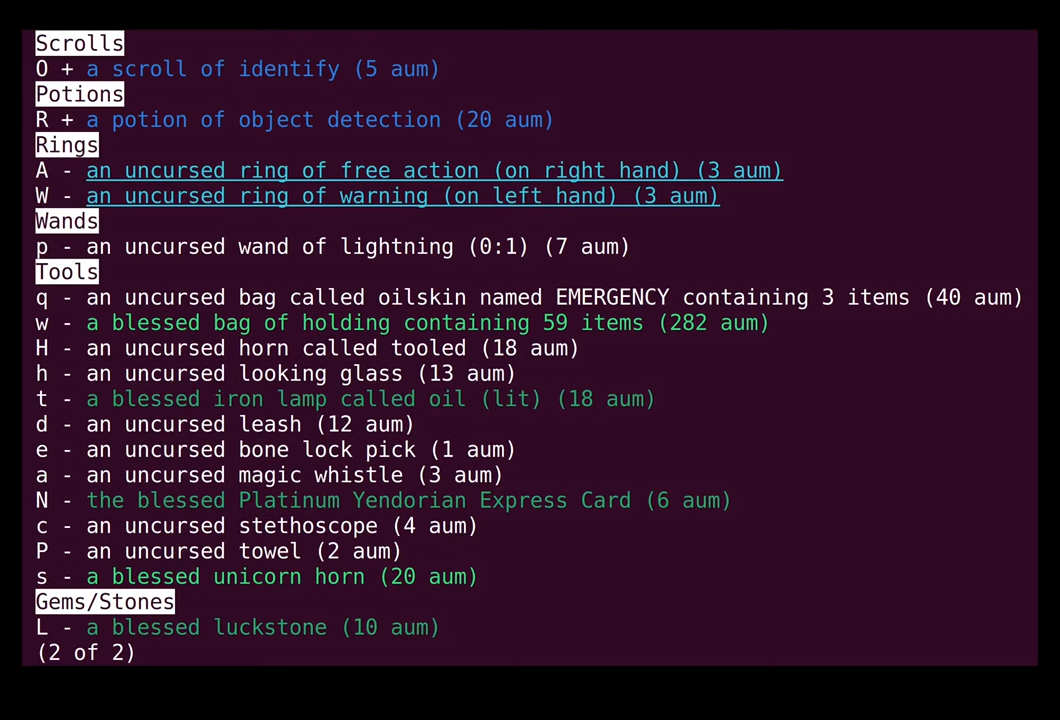 Scrolls
O + a scroll of identify (5 aum)
Potions
R + a potion of object detection (20 aum)
Rings
A - an uncursed ring of free action (on right hand) (3 aum)
W - an uncursed ring of warning (on left hand) (3 aum)
Wands
p - an uncursed wand of lightning (0:1) (7 aum)
Tools
q - an uncursed bag called oilskin named EMERGENCY containing 3 items (40 aum)
w - a blessed bag of holding containing 59 items (282 aum)
H - an uncursed horn called tooled (18 aum)
h - an uncursed looking glass (13 aum)
t - a blessed iron lamp called oil (lit) (18 aum)
d - an uncursed leash (12 aum)
e - an uncursed bone lock pick (1 aum)
a - an uncursed magic whistle (3 aum)
N - the blessed Platinum Yendorian Express Card (6 aum)
c - an uncursed stethoscope (4 aum)
P - an uncursed towel (2 aum)
s - a blessed unicorn horn (20 aum)
Gems/Stones
L - a blessed luckstone (10 aum)
(2 of 2)